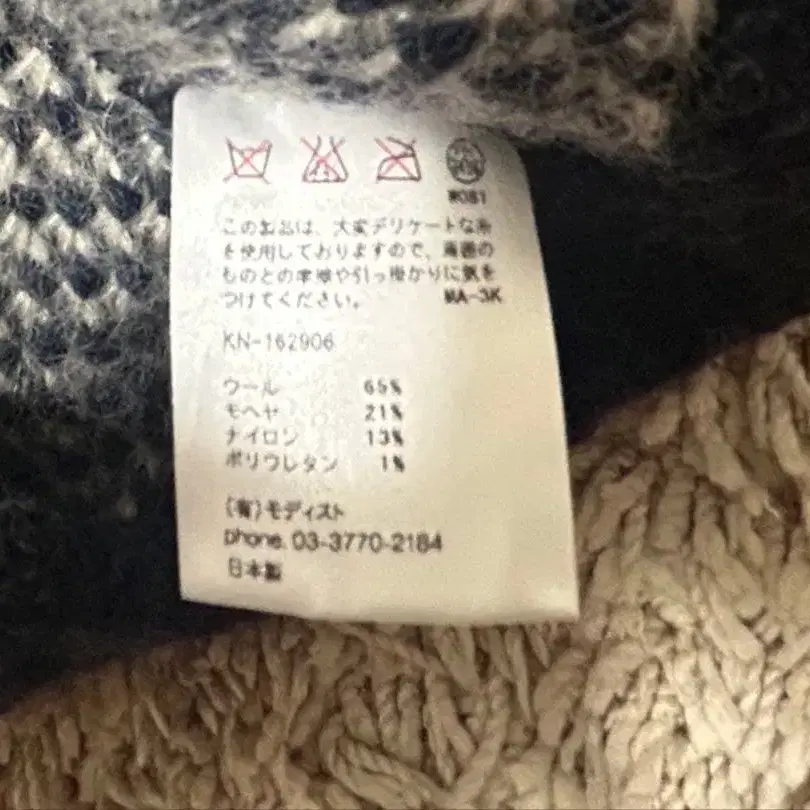 この製品は、大変デリケートな糸
を使用しておりますので、着用の
ものとの摩擦や引っ掛かりに気を
つけてください。 MA-3K
KN-162906
ウール 65%
モヘヤ 21%
ナイロン 13%
ポリウレタン 1%
(有)モディスト
phone. 03-3770-2184
日本製